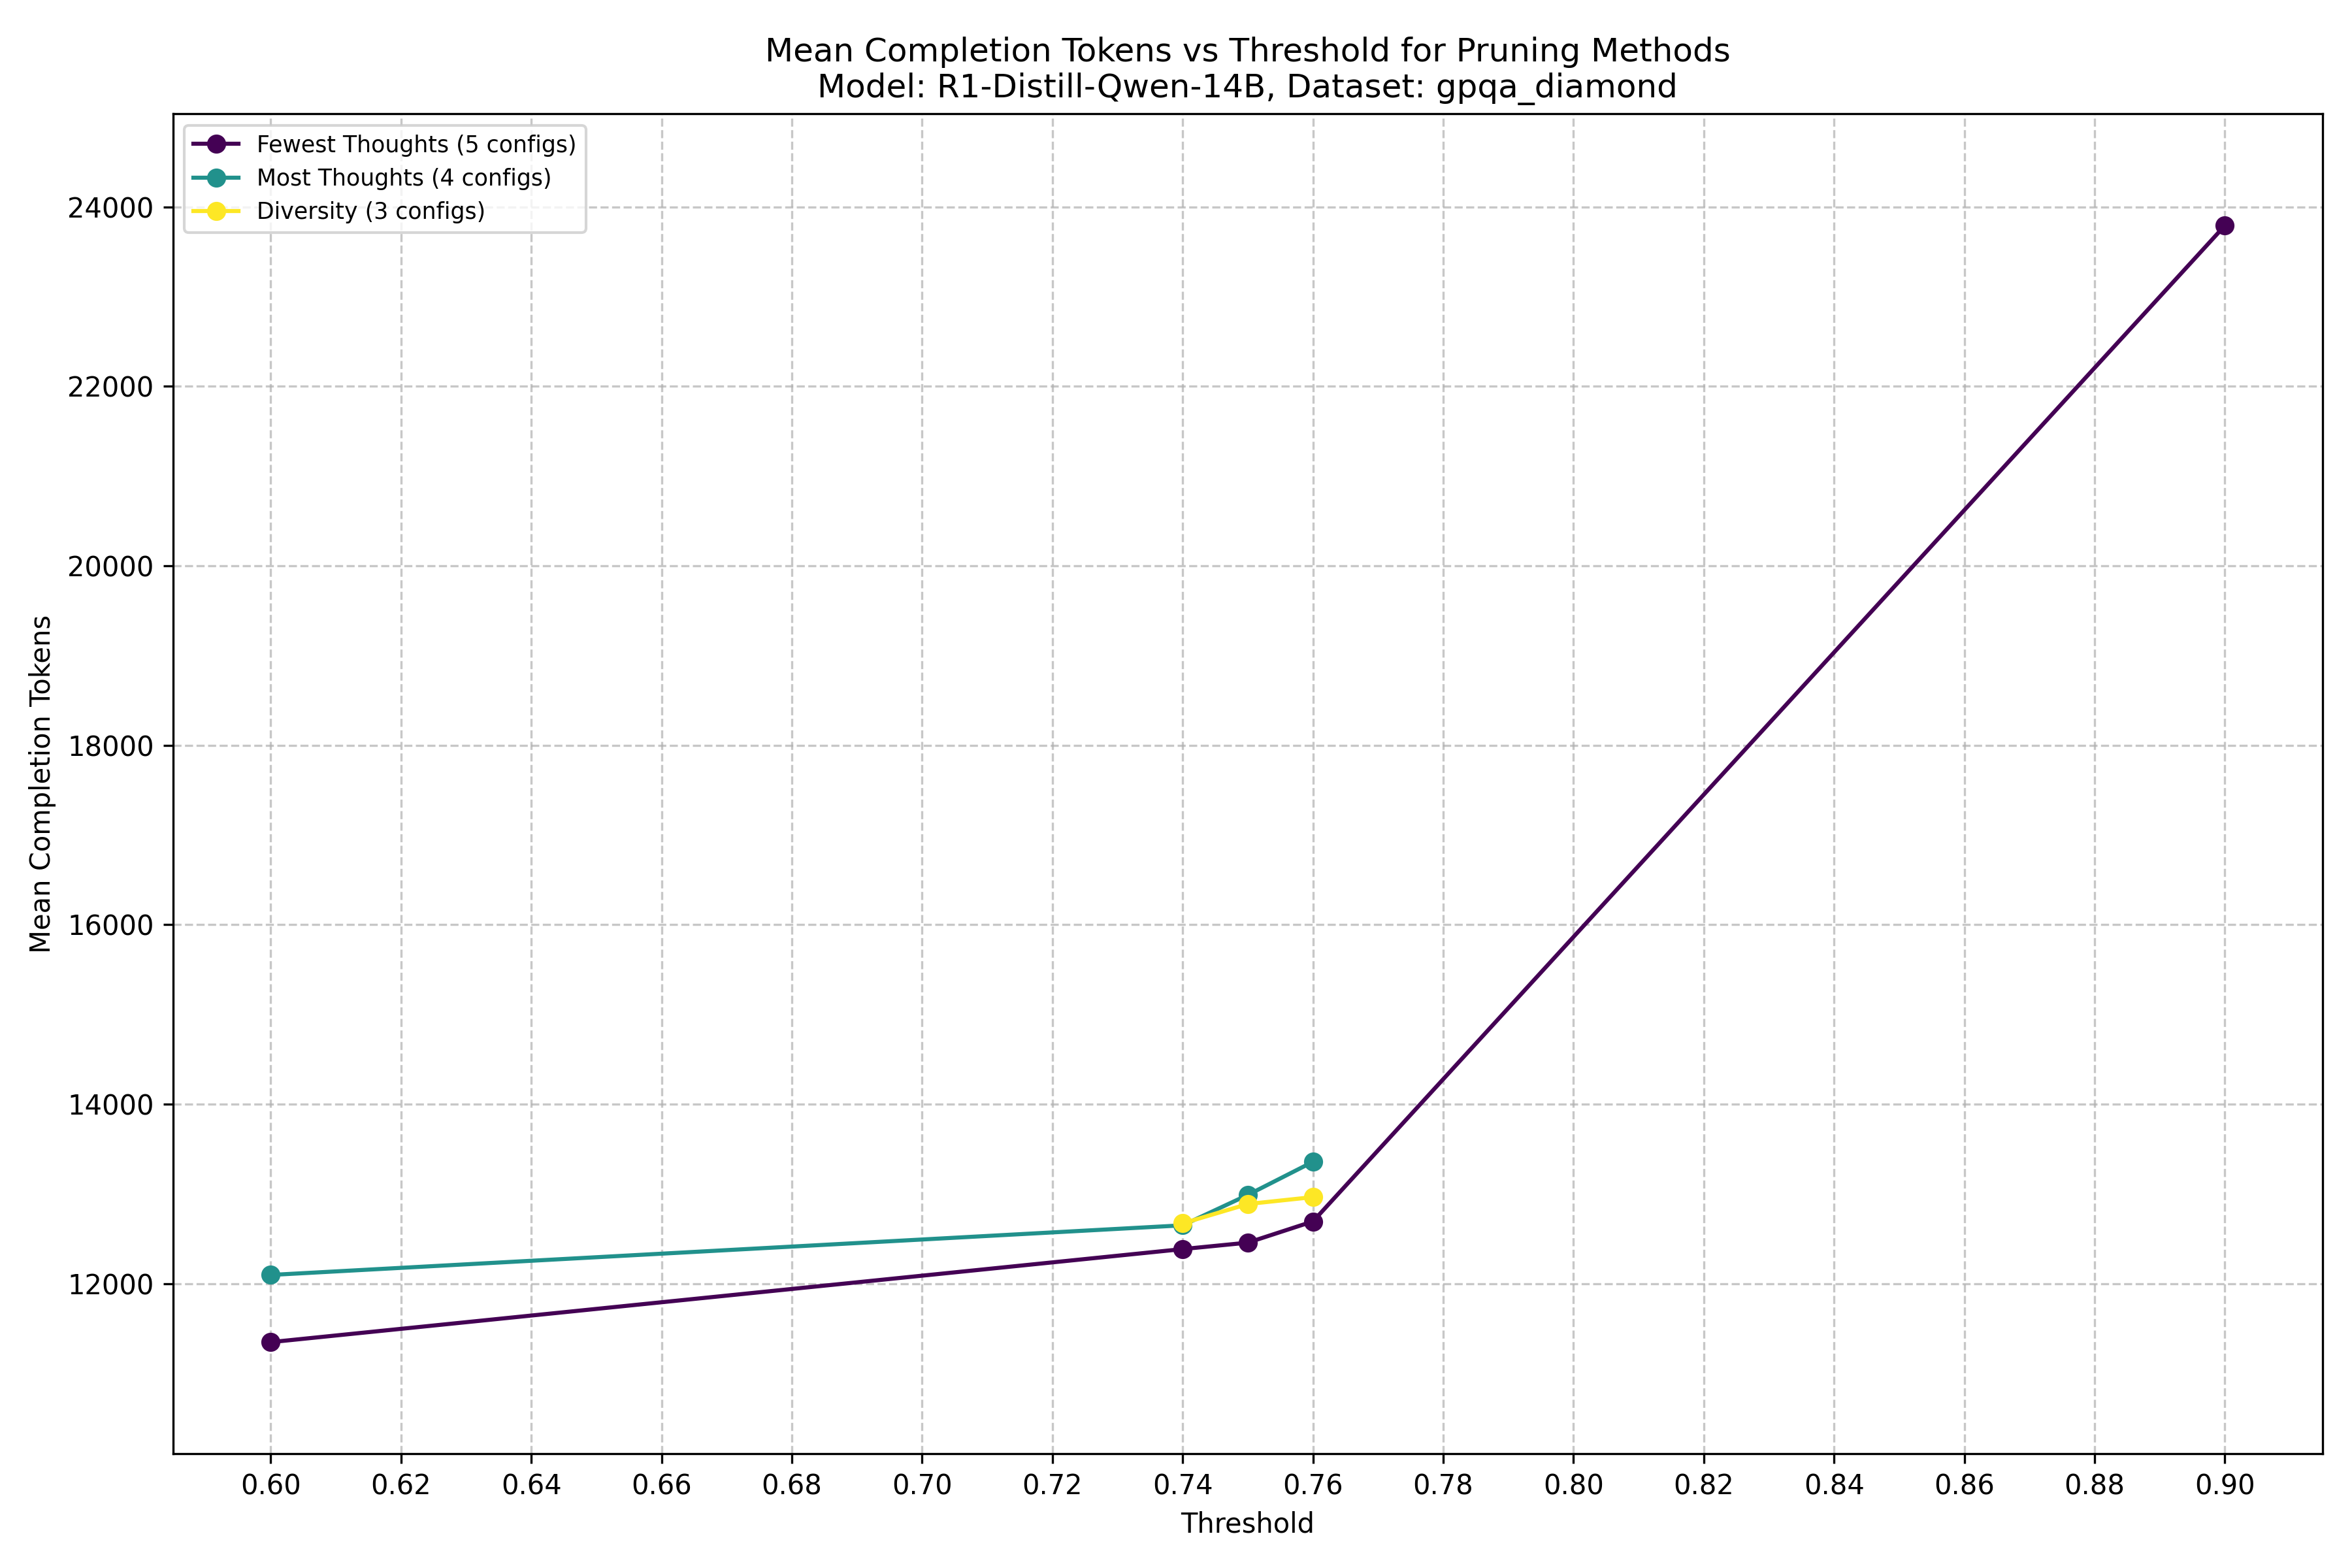 Mean Completion Tokens vs Threshold for Pruning Methods
Model: R1-Distill-Qwen-14B, Dataset: gpqa_diamond
Fewest Thoughts (5 configs)
Most Thoughts (4 configs)
Diversity (3 configs)
Mean Completion Tokens
24000
22000
20000
18000
16000
14000
12000
0.60 0.62 0.64 0.66 0.68 0.70 0.72 0.74 0.76 0.78 0.80 0.82 0.84 0.86 0.88 0.90
Threshold